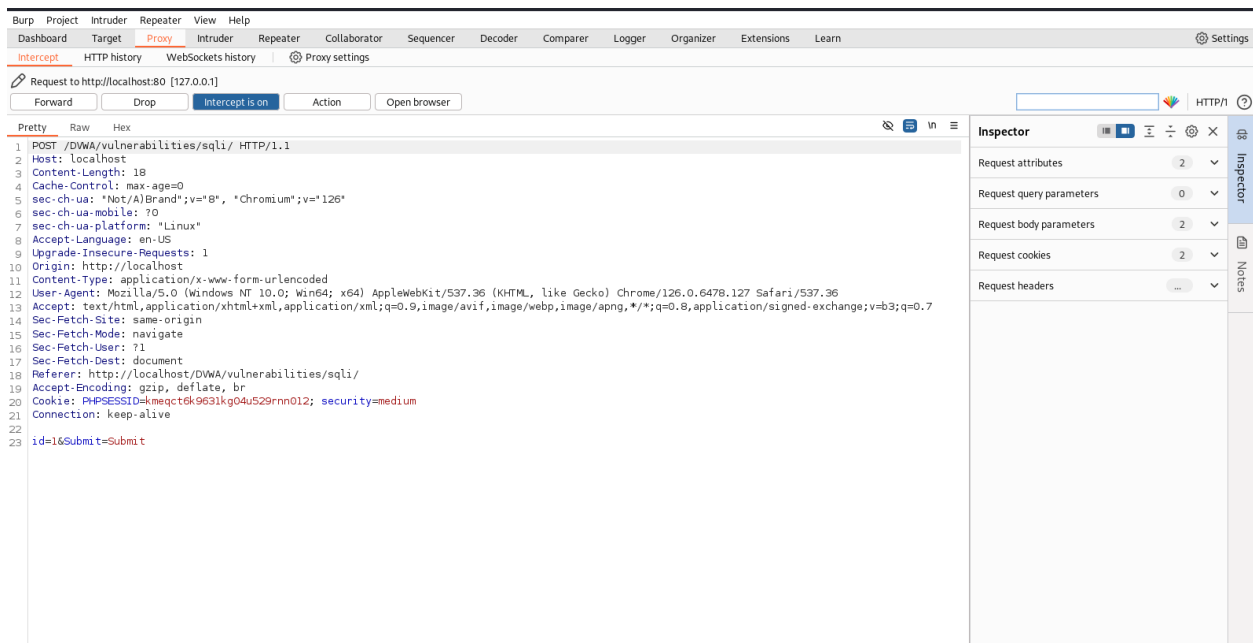 Burp Project Intruder Repeater View Help
Dashboard Target Proxy Intruder Repeater Collaborator Sequencer Decoder Comparer Logger Organizer Extensions Learn Settings
Intercept HTTP history WebSockets history Proxy settings
Request to http://localhost:80 [127.0.0.1]
Forward Drop Intercept is on Action Open browser HTTP/1
Pretty Raw Hex \n
1 POST /DVWA/vulnerabilities/sqli/ HTTP/1.1
2 Host: localhost
3 Content-Length: 18
4 Cache-Control: max-age=0
5 sec-ch-ua: "Not/A)Brand";v="8", "Chromium";v="126"
6 sec-ch-ua-mobile: ?0
7 sec-ch-ua-platform: "Linux"
8 Accept-Language: en-US
9 Upgrade-Insecure-Requests: 1
10 Origin: http://localhost
11 Content-Type: application/x-www-form-urlencoded
12 User-Agent: Mozilla/5.0 (Windows NT 10.0; Win64; x64) AppleWebKit/537.36 (KHTML, like Gecko) Chrome/126.0.6478.127 Safari/537.36
13 Accept: text/html,application/xhtml+xml,application/xml;q=0.9,image/avif,image/webp,image/apng,*/*;q=0.8,application/signed-exchange;v=b3;q=0.7
14 Sec-Fetch-Site: same-origin
15 Sec-Fetch-Mode: navigate
16 Sec-Fetch-User: ?1
17 Sec-Fetch-Dest: document
18 Referer: http://localhost/DVWA/vulnerabilities/sqli/
19 Accept-Encoding: gzip, deflate, br
20 Cookie: PHPSESSID=kmeqct6k9631kg04u529rnn012; security=medium
21 Connection: keep-alive
22
23 id=1&Submit=Submit
Inspector
Request attributes 2
Request query parameters 0
Request body parameters 2
Request cookies 2
Request headers ...
Inspector
Notes